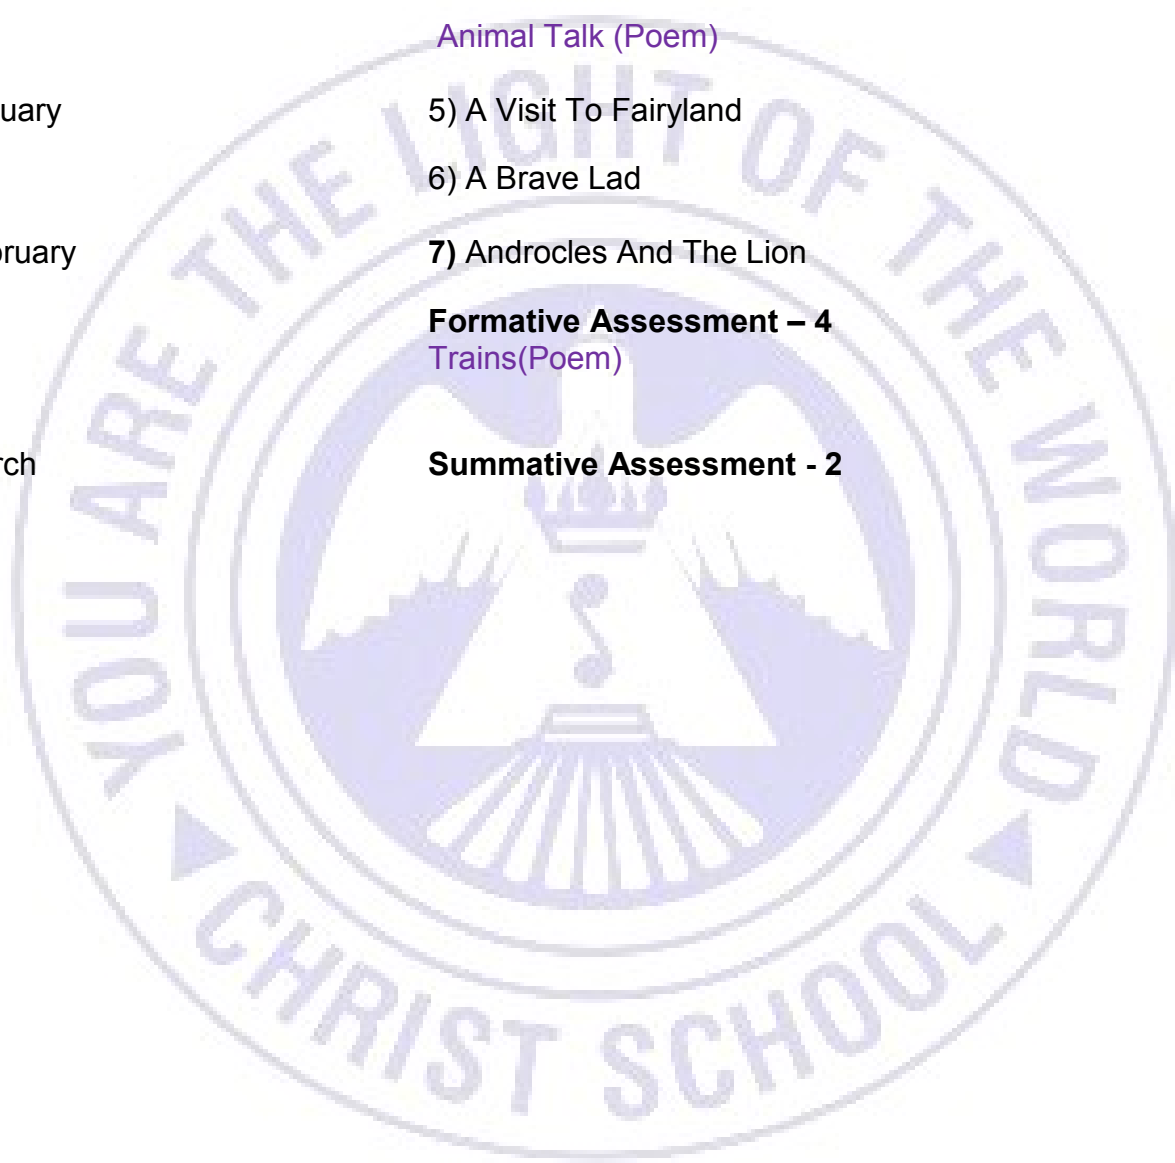 Animal Talk (Poem)
uary 5) A Visit To Fairyland
6) A Brave Lad
bruary 7) Androcles And The Lion
Formative Assessment – 4
Trains(Poem)
rch Summative Assessment - 2
YOU ARE THE LIGHT OF THE WORLD
CHRIST SCHOOL